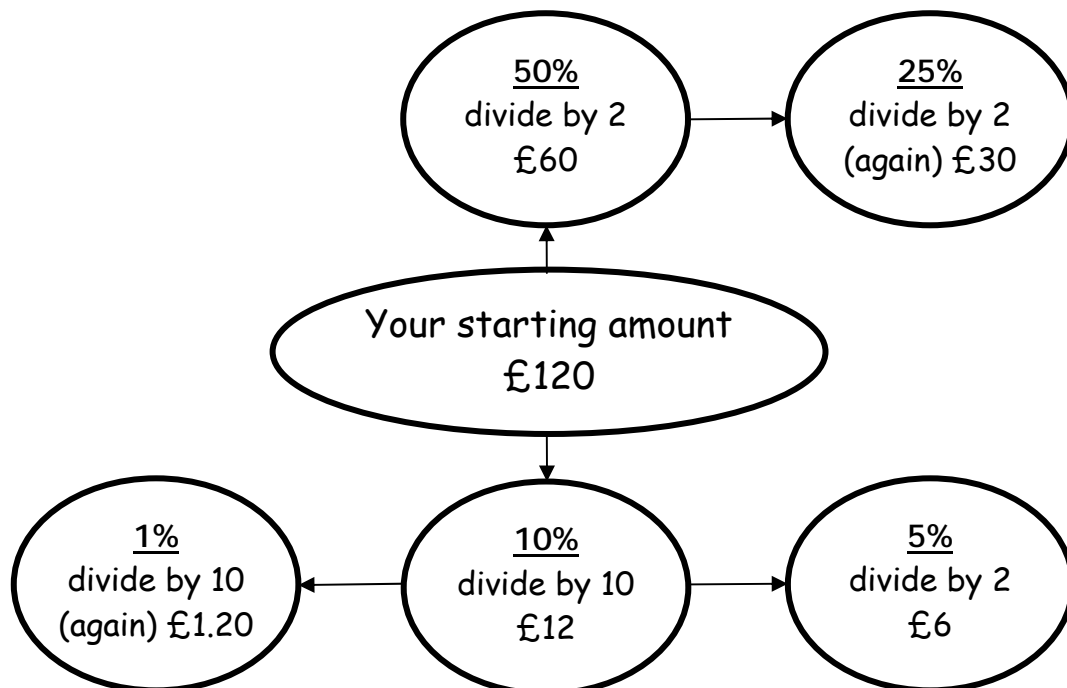 50%
divide by 2
£60
25%
divide by 2
(again) £30
Your starting amount
£120
1%
divide by 10
(again) £1.20
10%
divide by 10
£12
5%
divide by 2
£6